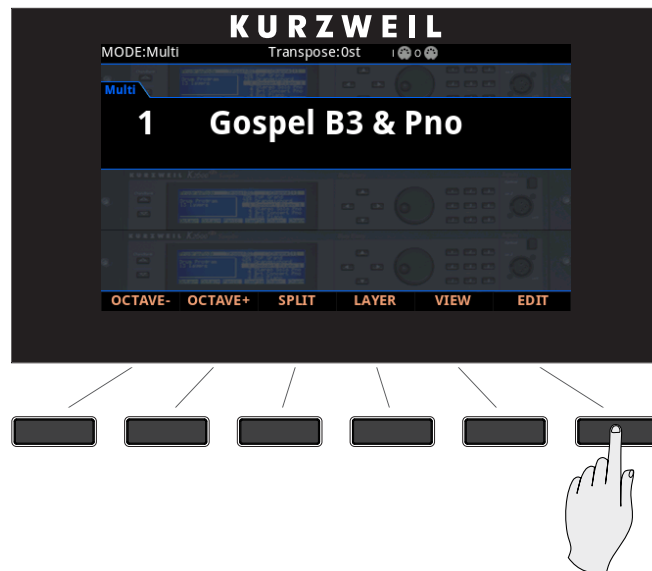 KURZWEIL
MODE:Multi Transpose:0st I O
Multi
1 Gospel B3 & Pno
OCTAVE- OCTAVE+ SPLIT LAYER VIEW EDIT